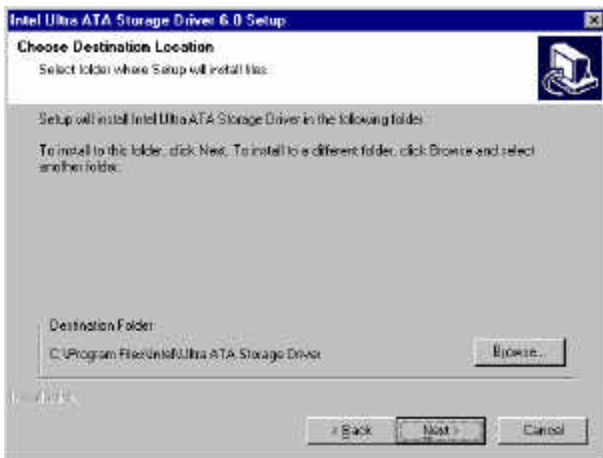 Intel Ultra ATA Storage Driver 6.0 Setup
Choose Destination Location
Select folder where Setup will install files.
Setup will install Intel Ultra ATA Storage Driver in the following folder.
To install to this folder, click Next. To install to a different folder, click Browse and select
another folder.
Destination Folder
C:\Program Files\Intel\Ultra ATA Storage Driver
Browse...
< Back
Next >
Cancel